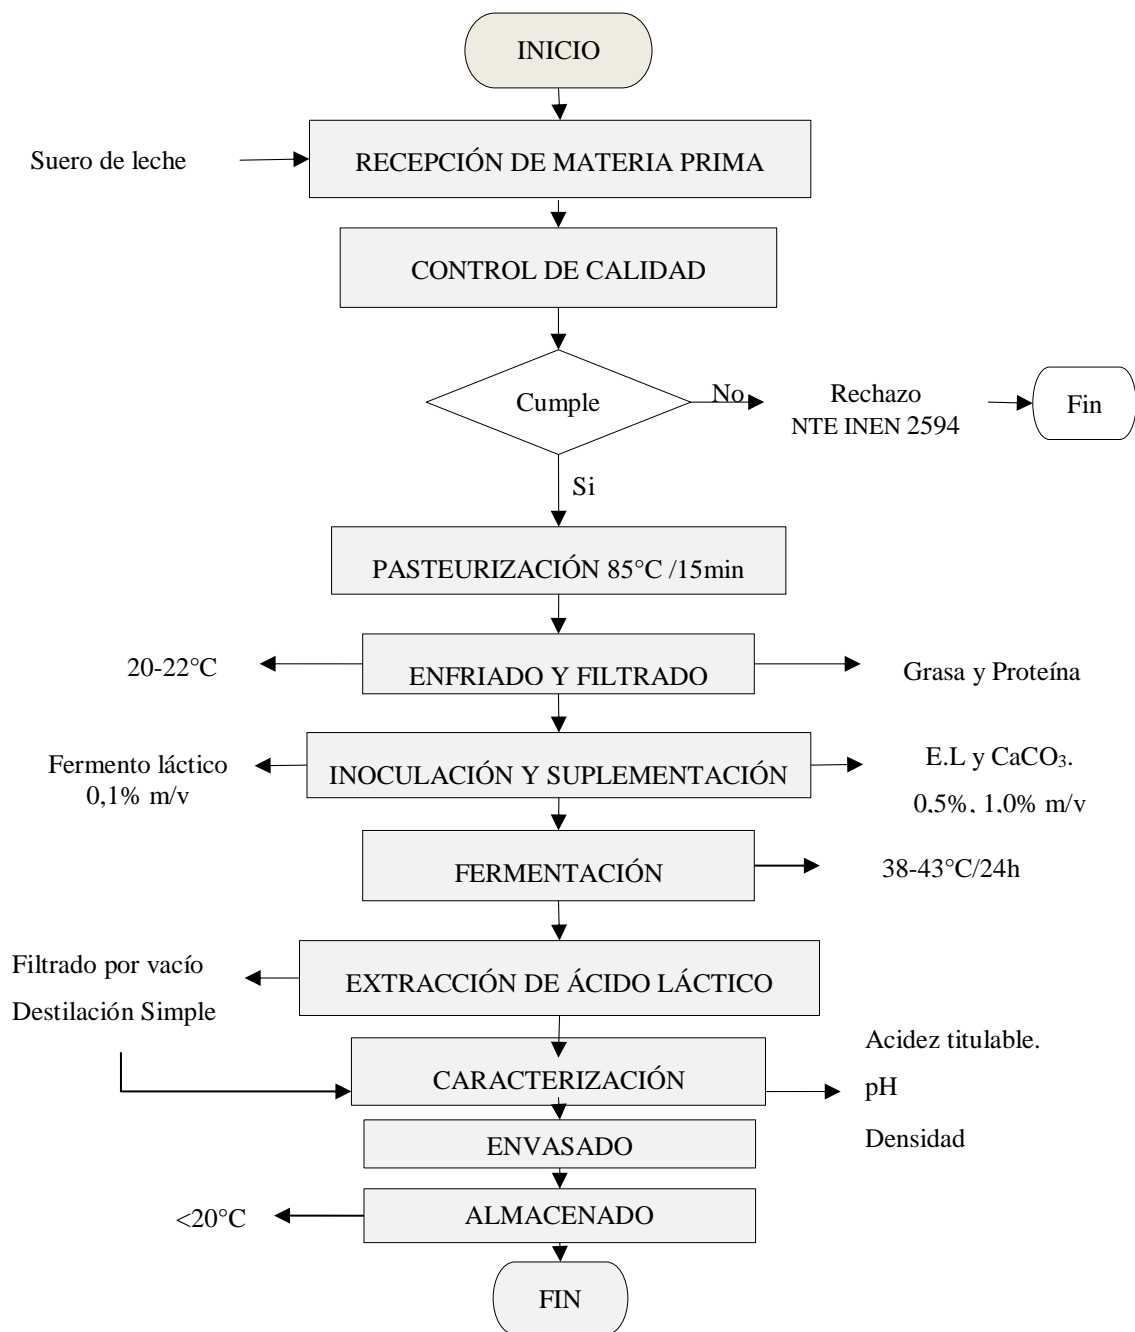 INICIO
Suero de leche
RECEPCIÓN DE MATERIA PRIMA
CONTROL DE CALIDAD
Cumple
No
Rechazo
NTE INEN 2594
Fin
Si
PASTEURIZACIÓN 85°C /15min
20-22°C
ENFRIADO Y FILTRADO
Grasa y Proteína
Fermento láctico
0,1% m/v
INOCULACIÓN Y SUPLEMENTACIÓN
E.L y CaCO₃.
0,5%, 1,0% m/v
FERMENTACIÓN
38-43°C/24h
Filtrado por vacío
Destilación Simple
EXTRACCIÓN DE ÁCIDO LÁCTICO
CARACTERIZACIÓN
Acidez titulable.
pH
Densidad
ENVASADO
<20°C
ALMACENADO
FIN